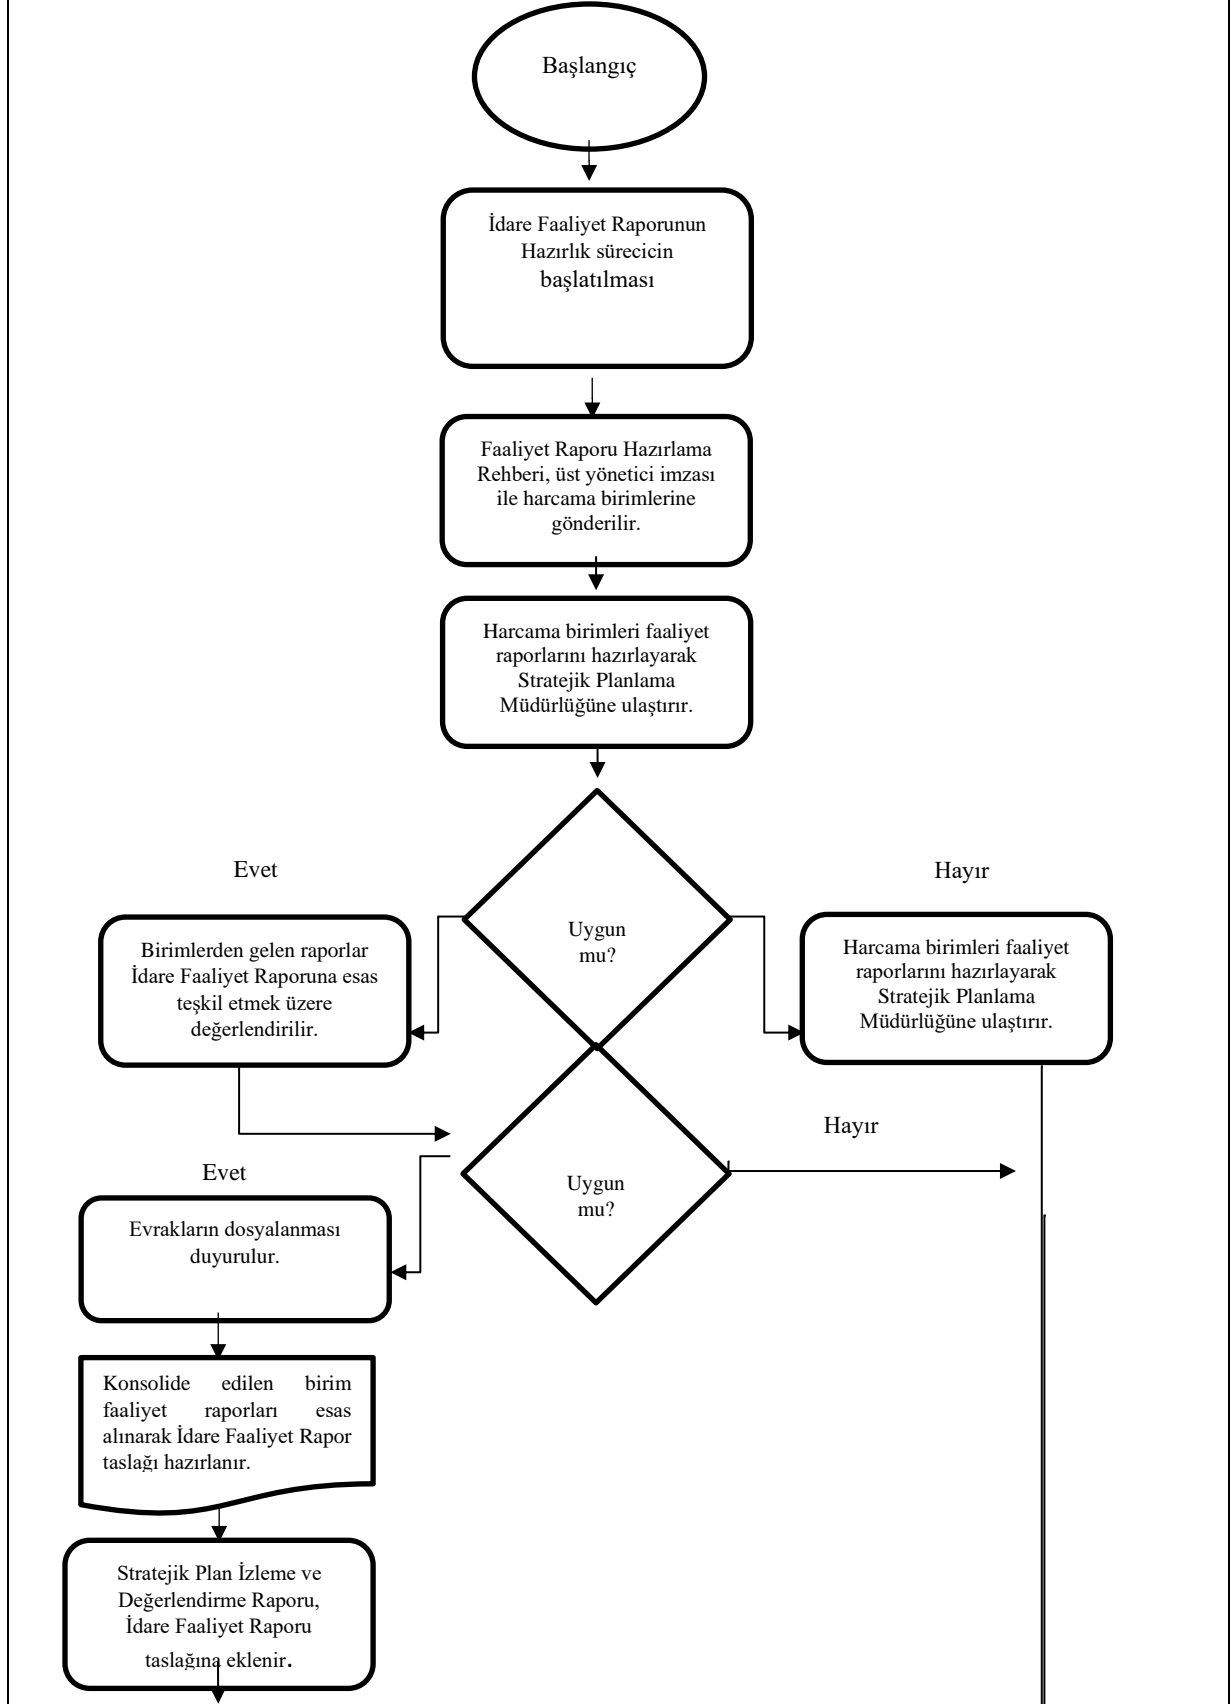 Başlangıç
İdare Faaliyet Raporunun
Hazırlık sürecicin
başlatılması
Faaliyet Raporu Hazırlama
Rehberi, üst yönetici imzası
ile harcama birimlerine
gönderilir.
Harcama birimleri faaliyet
raporlarını hazırlayarak
Stratejik Planlama
Müdürlüğüne ulaştırır.
Evet
Hayır
Uygun
mu?
Birimlerden gelen raporlar
İdare Faaliyet Raporuna esas
teşkil etmek üzere
değerlendirilir.
Harcama birimleri faaliyet
raporlarını hazırlayarak
Stratejik Planlama
Müdürlüğüne ulaştırır.
Hayır
Evet
Uygun
mu?
Evrakların dosyalanması
duyurulur.
Konsolide edilen birim
faaliyet raporları esas
alınarak İdare Faaliyet Rapor
taslağı hazırlanır.
Stratejik Plan İzleme ve
Değerlendirme Raporu,
İdare Faaliyet Raporu
taslağına eklenir.